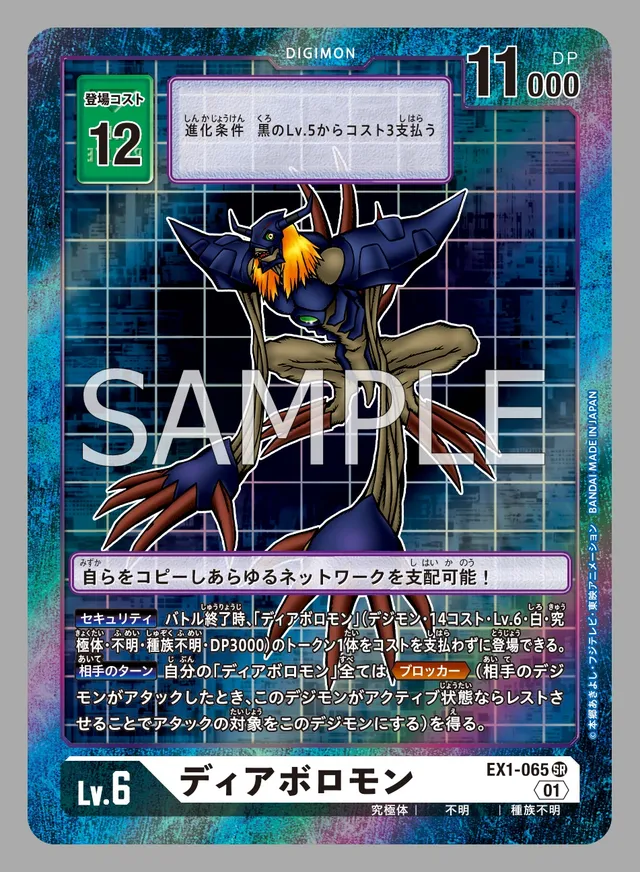 DIGIMON
11000
DP
登場コスト
12
進化条件 黒のLv.5からコスト3支払う
SAMPLE
自らをコピーしあらゆるネットワークを支配可能！
セキュリティ バトル終了時、「ディアボロモン」(デジモン・14コスト・Lv.6・白・究
極体・不明・種族不明・DP3000)のトークン1体をコストを支払わずに登場できる。
相手のターン 自分の「ディアボロモン」全ては ブロッカー (相手のデジ
モンがアタックしたとき、このデジモンがアクティブ状態ならレストさ
せることでアタックの対象をこのデジモンにする)を得る。
©本郷あきよし・フジテレビ・東映アニメーション BANDAI MADE IN JAPAN
Lv.6
ディアボロモン
EX1-065 SR
01
究極体 | 不明 | 種族不明